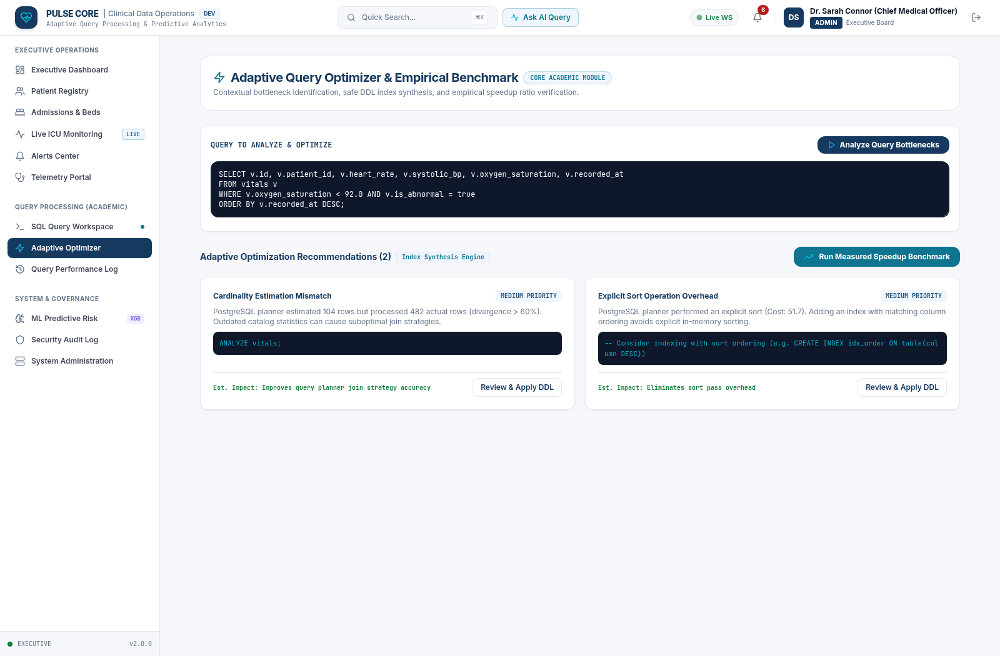 PULSE CORE | Clinical Data Operations DEV
Adaptive Query Processing & Predictive Analytics
Quick Search... ⌘K
Ask AI Query
Live WS
6
DS
Dr. Sarah Connor (Chief Medical Officer)
ADMIN Executive Board
EXECUTIVE OPERATIONS
Executive Dashboard
Patient Registry
Admissions & Beds
Live ICU Monitoring LIVE
Alerts Center
Telemetry Portal
QUERY PROCESSING (ACADEMIC)
SQL Query Workspace
Adaptive Optimizer
Query Performance Log
SYSTEM & GOVERNANCE
ML Predictive Risk XGB
Security Audit Log
System Administration
EXECUTIVE v2.0.0
Adaptive Query Optimizer & Empirical Benchmark CORE ACADEMIC MODULE
Contextual bottleneck identification, safe DDL index synthesis, and empirical speedup ratio verification.
QUERY TO ANALYZE & OPTIMIZE
Analyze Query Bottlenecks
SELECT v.id, v.patient_id, v.heart_rate, v.systolic_bp, v.oxygen_saturation, v.recorded_at
FROM vitals v
WHERE v.oxygen_saturation < 92.0 AND v.is_abnormal = true
ORDER BY v.recorded_at DESC;
Adaptive Optimization Recommendations (2) Index Synthesis Engine
Run Measured Speedup Benchmark
Cardinality Estimation Mismatch MEDIUM PRIORITY
PostgreSQL planner estimated 104 rows but processed 482 actual rows (divergence > 60%).
Outdated catalog statistics can cause suboptimal join strategies.
ANALYZE vitals;
Est. Impact: Improves query planner join strategy accuracy
Review & Apply DDL
Explicit Sort Operation Overhead MEDIUM PRIORITY
PostgreSQL planner performed an explicit sort (Cost: 51.7). Adding an index with matching column
ordering avoids explicit in-memory sorting.
-- Consider indexing with sort ordering (e.g. CREATE INDEX idx_order ON table(col
umn DESC))
Est. Impact: Eliminates sort pass overhead
Review & Apply DDL